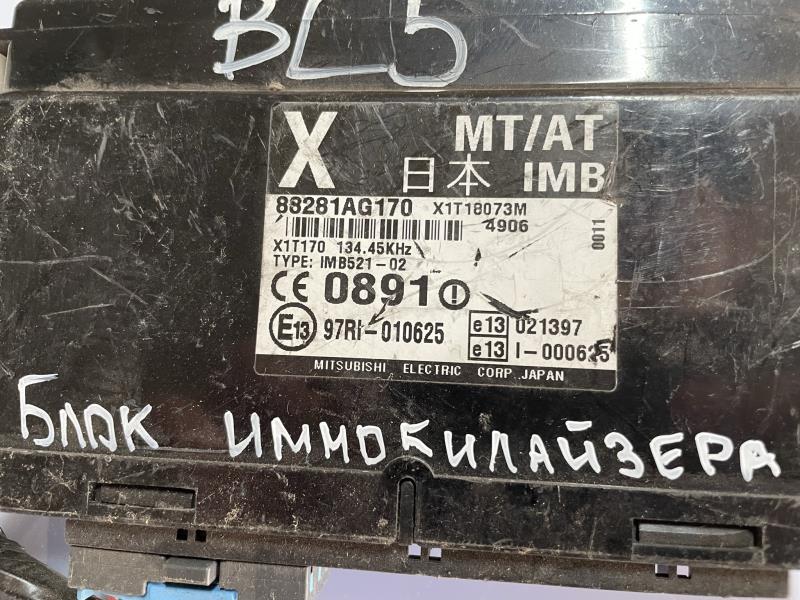 BL5
X MT/AT
日本 IMB
88281AG170 X1T18073M
4906
0011
X1T170 134.45KHz
TYPE: IMB521-02
CE 0891
E13 97RI-010625
e13 021397
e13 I-000625
MITSUBISHI ELECTRIC CORP. JAPAN
БЛОК ИММОКИЛАЙЗЕРА